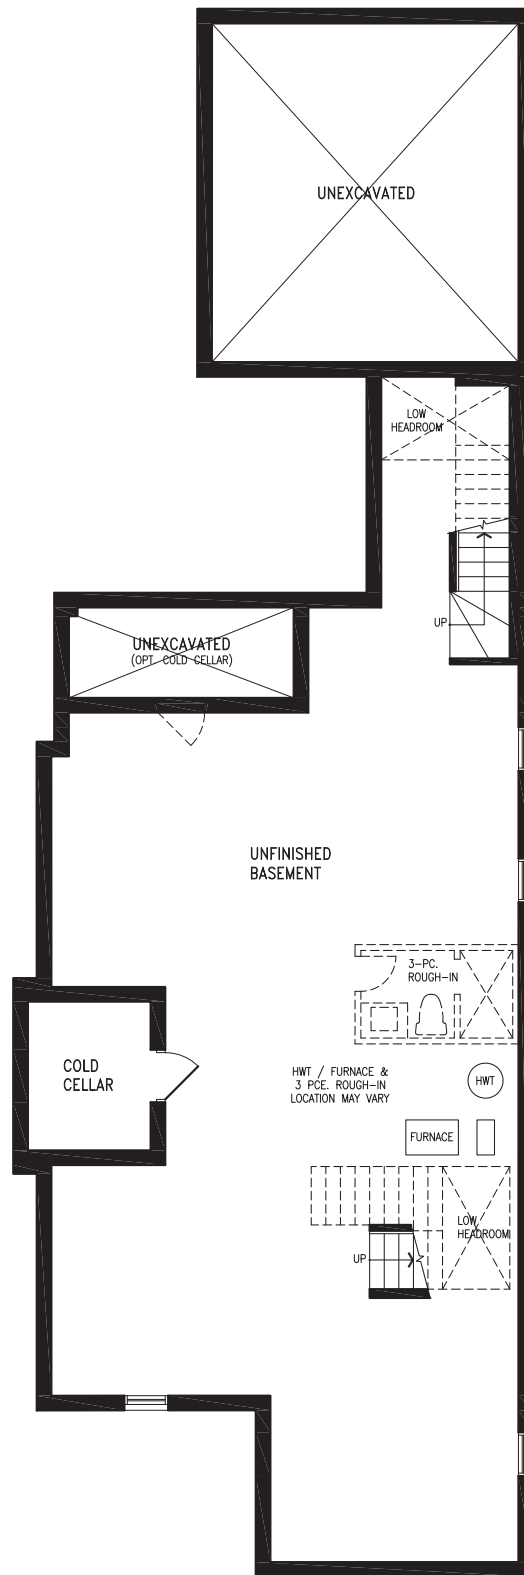 UNEXCAVATED
LOW
HEADROOM
UP
UNEXCAVATED
(OPT. COLD CELLAR)
UNFINISHED
BASEMENT
3-PC.
ROUGH-IN
COLD
CELLAR
HWT / FURNACE &
3 PCE. ROUGH-IN
LOCATION MAY VARY
HWT
FURNACE
LOW
HEADROOM
UP